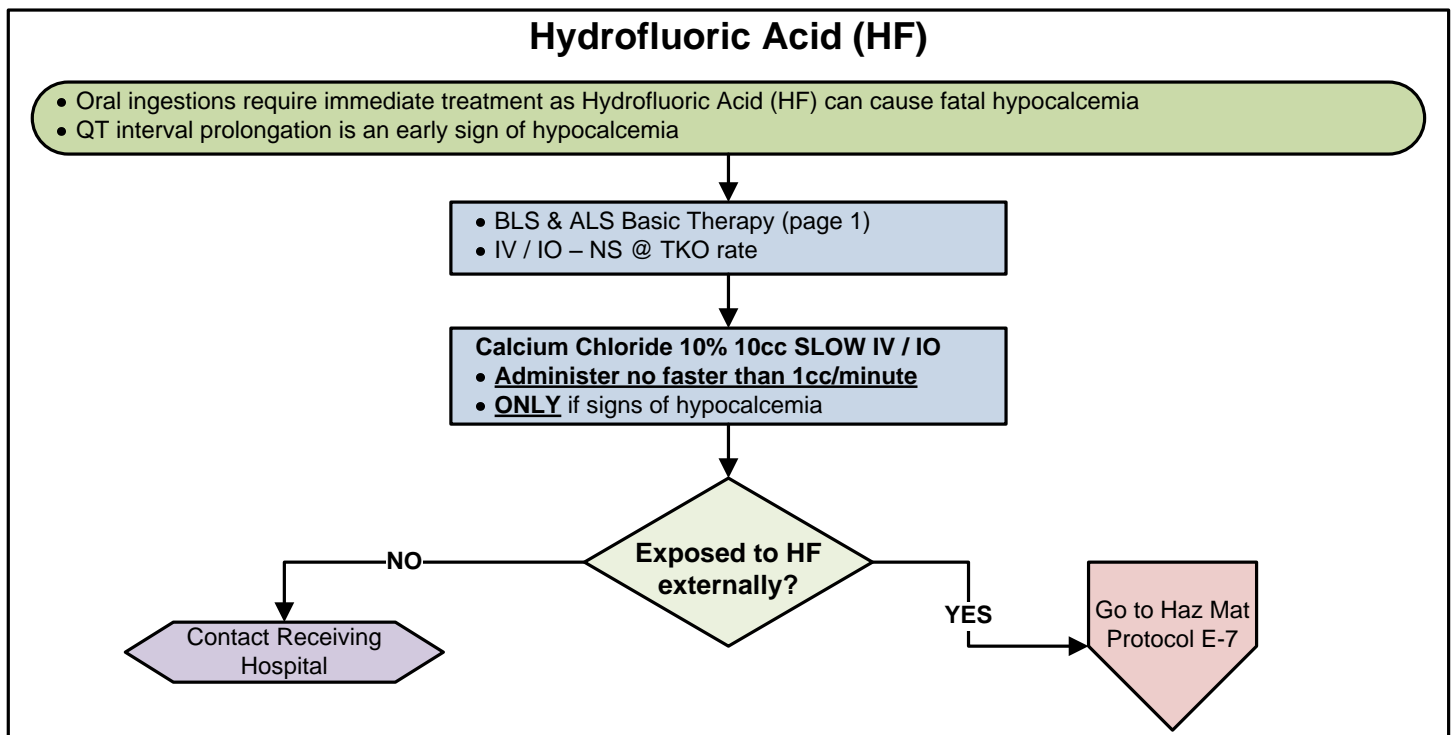 Hydrofluoric Acid (HF)
• Oral ingestions require immediate treatment as Hydrofluoric Acid (HF) can cause fatal hypocalcemia
• QT interval prolongation is an early sign of hypocalcemia
• BLS & ALS Basic Therapy (page 1)
• IV / IO – NS @ TKO rate
Calcium Chloride 10% 10cc SLOW IV / IO
• Administer no faster than 1cc/minute
• ONLY if signs of hypocalcemia
Exposed to HF
externally?
NO
Contact Receiving
Hospital
YES
Go to Haz Mat
Protocol E-7